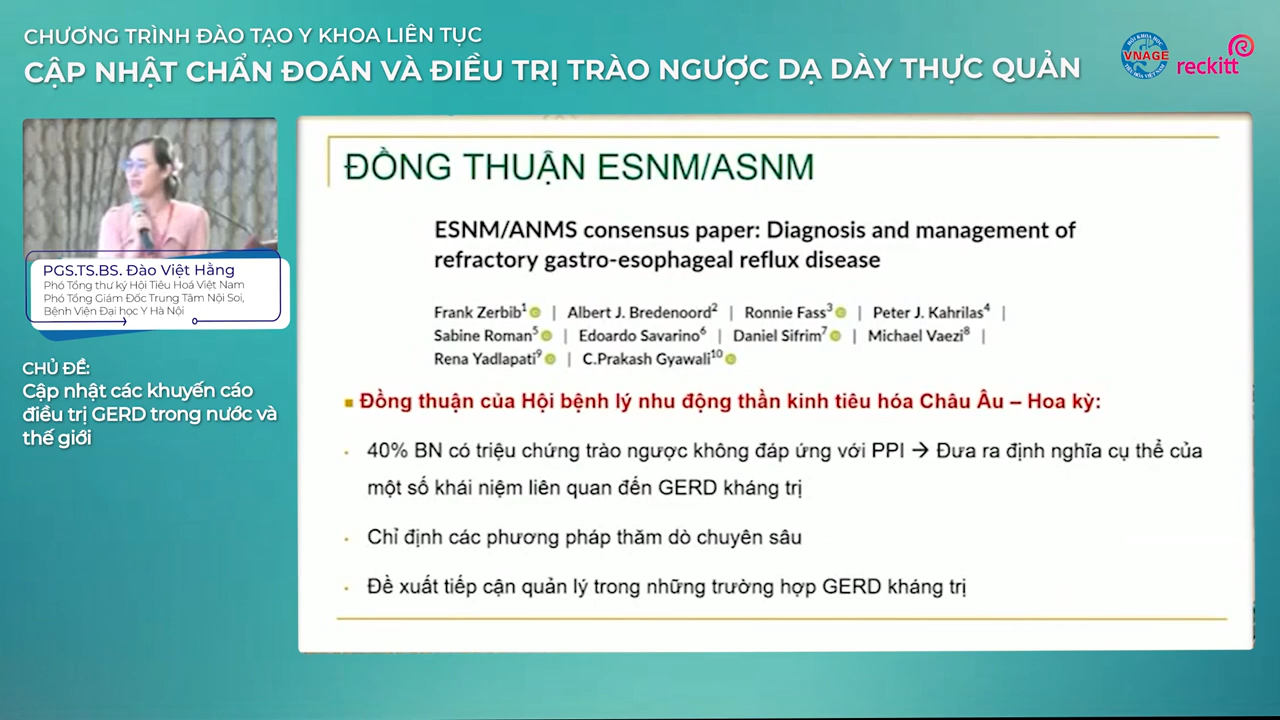 CHƯƠNG TRÌNH ĐÀO TẠO Y KHOA LIÊN TỤC
CẬP NHẬT CHẨN ĐOÁN VÀ ĐIỀU TRỊ TRÀO NGƯỢC DẠ DÀY THỰC QUẢN
VNAGE
reckitt
PGS.TS.BS. Đào Việt Hằng
Phó Tổng thư ký Hội Tiêu Hoá Việt Nam
Phó Tổng Giám Đốc Trung Tâm Nội Soi,
Bệnh Viện Đại học Y Hà Nội
CHỦ ĐỀ:
Cập nhật các khuyến cáo
điều trị GERD trong nước và
thế giới
ĐỒNG THUẬN ESNM/ASNM
ESNM/ANMS consensus paper: Diagnosis and management of
refractory gastro-esophageal reflux disease
Frank Zerbib1 | Albert J. Bredenoord2 | Ronnie Fass3 | Peter J. Kahrilas4 |
Sabine Roman5 | Edoardo Savarino6 | Daniel Sifrim7 | Michael Vaezi8 |
Rena Yadlapati9 | C.Prakash Gyawali10
Đồng thuận của Hội bệnh lý nhu động thần kinh tiêu hóa Châu Âu – Hoa kỳ:
40% BN có triệu chứng trào ngược không đáp ứng với PPI → Đưa ra định nghĩa cụ thể của
một số khái niệm liên quan đến GERD kháng trị
Chỉ định các phương pháp thăm dò chuyên sâu
Đề xuất tiếp cận quản lý trong những trường hợp GERD kháng trị